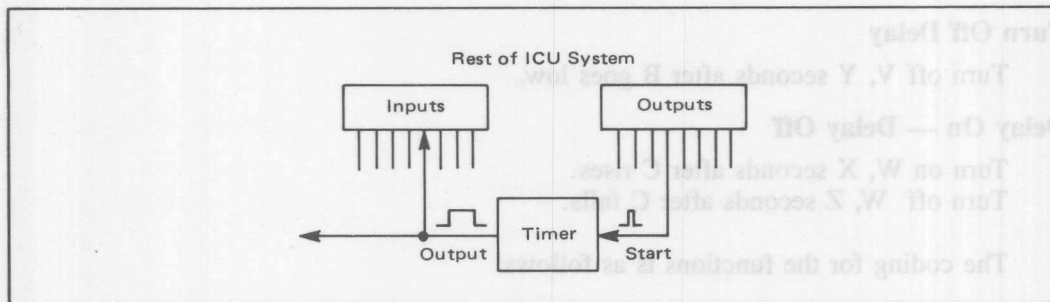 Turn Off Delay
Turn off V, Y seconds after B goes low.
Delay On — Delay Off
Turn on W, X seconds after C rises.
Turn off W, Z seconds after C falls.
The coding for the functions is as follows:
Rest of ICU System
Inputs
Outputs
Timer
Output
Start